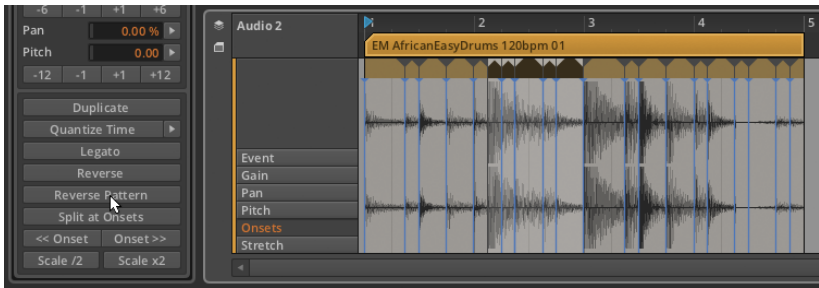 -6 -1 +1 +6
Pan 0.00 %
Pitch 0.00
-12 -1 +1 +12
Duplicate
Quantize Time
Legato
Reverse
Reverse Pattern
Split at Onsets
<< Onset Onset >>
Scale /2 Scale x2
Audio 2
1 2 3 4 5
EM AfricanEasyDrums 120bpm 01
Event
Gain
Pan
Pitch
Onsets
Stretch